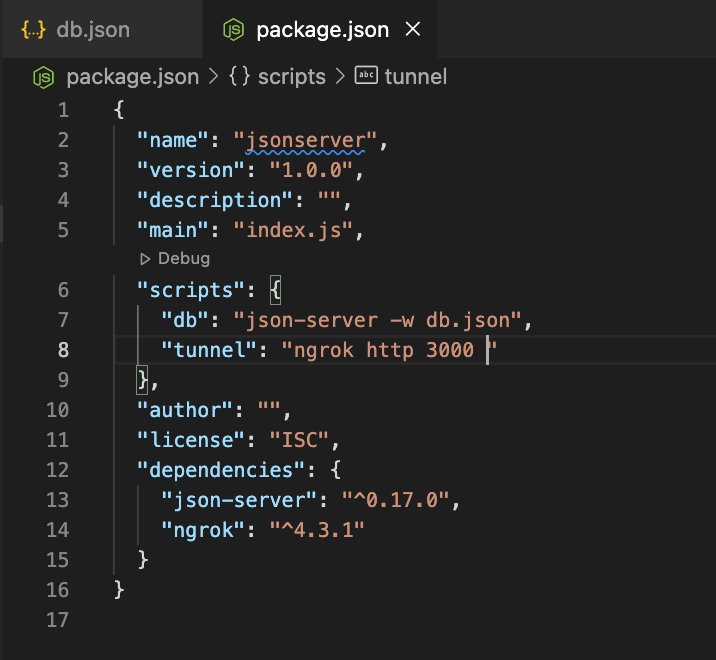 {..} db.json
JS package.json
JS package.json > {} scripts > abc tunnel
1 {
2 "name": "jsonserver",
3 "version": "1.0.0",
4 "description": "",
5 "main": "index.js",
Debug
6 "scripts": {
7 "db": "json-server -w db.json",
8 "tunnel": "ngrok http 3000 "
9 },
10 "author": "",
11 "license": "ISC",
12 "dependencies": {
13 "json-server": "^0.17.0",
14 "ngrok": "^4.3.1"
15 }
16 }
17